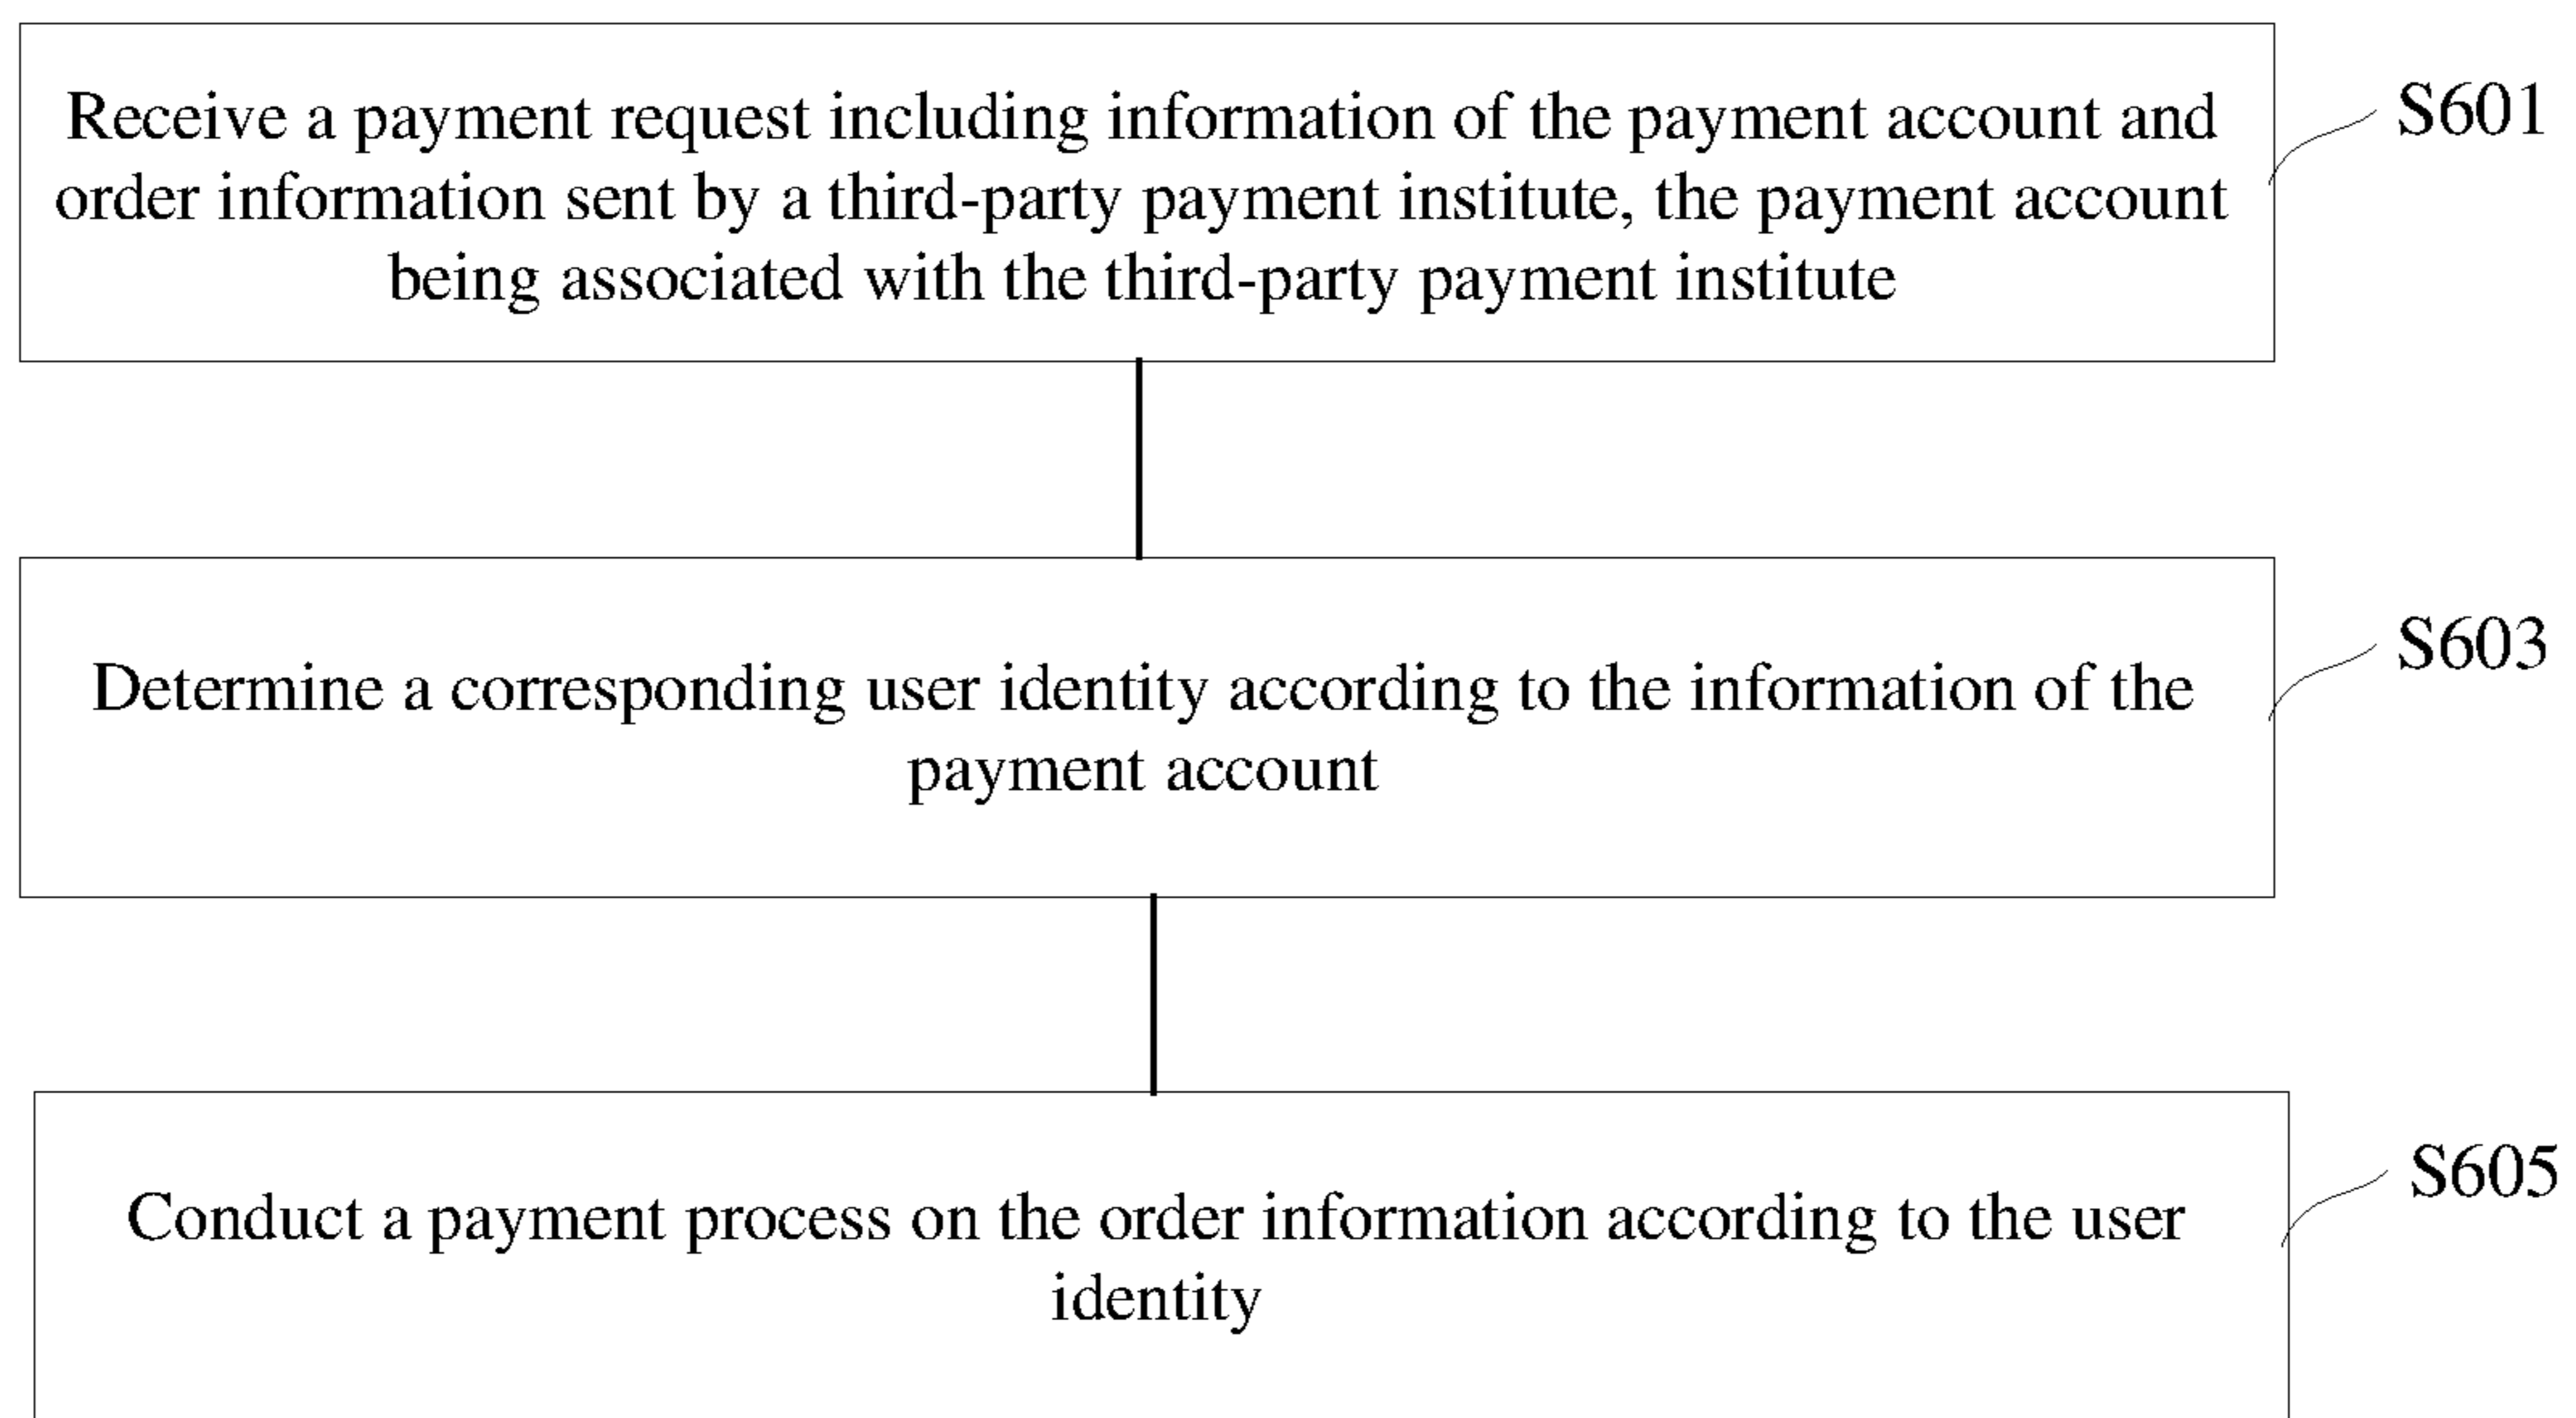 Receive a payment request including information of the payment account and
order information sent by a third-party payment institute, the payment account
being associated with the third-party payment institute
S601
Determine a corresponding user identity according to the information of the
payment account
S603
Conduct a payment process on the order information according to the user
identity
S605